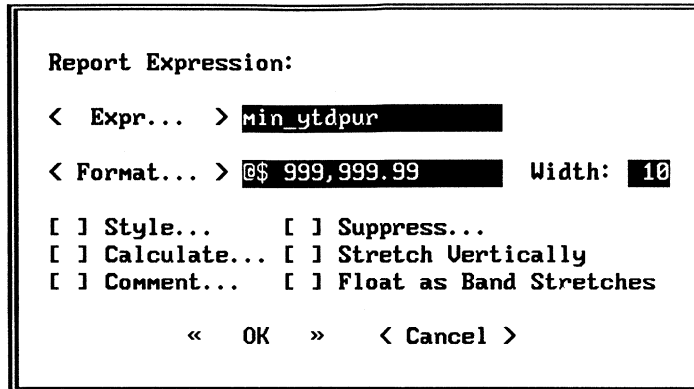 Report Expression:
< Expr... > min_ytdpur
< Format... > @$ 999,999.99 Width: 10
[ ] Style... [ ] Suppress...
[ ] Calculate... [ ] Stretch Vertically
[ ] Comment... [ ] Float as Band Stretches
« OK » < Cancel >